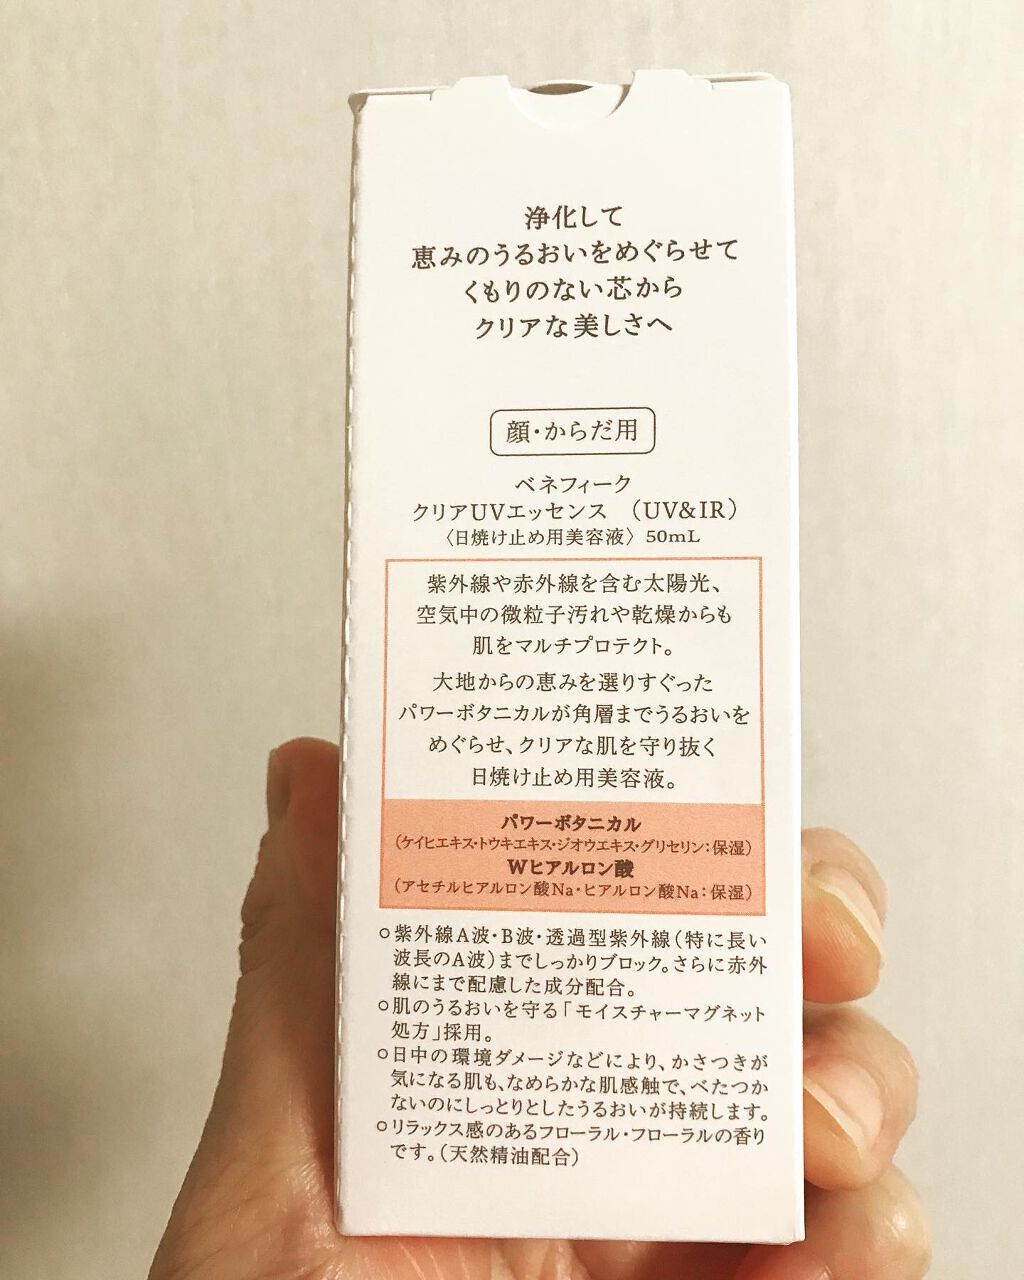 浄化して
恵みのうるおいをめぐらせて
くもりのない芯から
クリアな美しさへ
顔・からだ用
ベネフィーク
クリアUVエッセンス （UV&IR）
〈日焼け止め用美容液〉 50mL
紫外線や赤外線を含む太陽光、
空気中の微粒子汚れや乾燥からも
肌をマルチプロテクト。
大地からの恵みを選りすぐった
パワーボタニカルが角層までうるおいを
めぐらせ、クリアな肌を守り抜く
日焼け止め用美容液。
パワーボタニカル
（ケイヒエキス・トウキエキス・ジオウエキス・グリセリン：保湿）
Wヒアルロン酸
（アセチルヒアルロン酸Na・ヒアルロン酸Na：保湿）
○紫外線A波・B波・透過型紫外線（特に長い
波長のA波）までしっかりブロック。さらに赤外
線にまで配慮した成分配合。
○肌のうるおいを守る「モイスチャーマグネット
処方」採用。
○日中の環境ダメージなどにより、かさつきが
気になる肌も、なめらかな肌感触で、べたつか
ないのにしっとりとしたうるおいが持続します。
○リラックス感のあるフローラル・フローラルの香り
です。（天然精油配合）